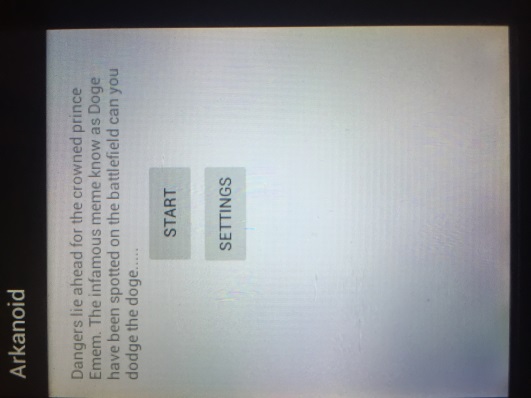 Arkanoid
Dangers lie ahead for the crowned prince
Emem. The infamous meme know as Doge
have been spotted on the battlefield can you
dodge the doge.....
START
SETTINGS